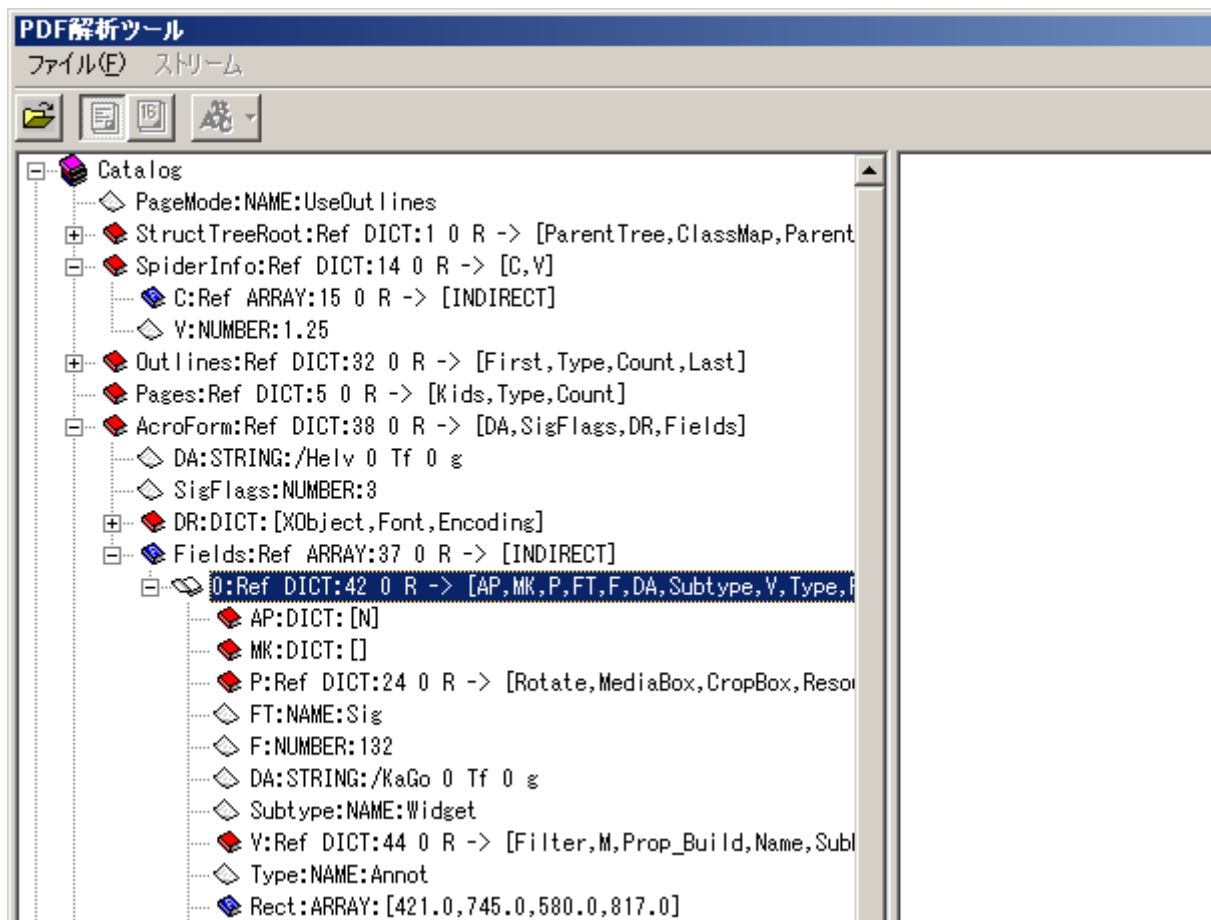 PDF解析ツール
ファイル(F) ストリーム
Catalog
PageMode:NAME:UseOutlines
StructTreeRoot:Ref DICT:1 0 R -> [ParentTree,ClassMap,Parent
SpiderInfo:Ref DICT:14 0 R -> [C,V]
C:Ref ARRAY:15 0 R -> [INDIRECT]
V:NUMBER:1.25
Outlines:Ref DICT:32 0 R -> [First,Type,Count,Last]
Pages:Ref DICT:5 0 R -> [Kids,Type,Count]
AcroForm:Ref DICT:38 0 R -> [DA,SigFlags,DR,Fields]
DA:STRING:/Helv 0 Tf 0 g
SigFlags:NUMBER:3
DR:DICT:[XObject,Font,Encoding]
Fields:Ref ARRAY:37 0 R -> [INDIRECT]
0:Ref DICT:42 0 R -> [AP,MK,P,FT,F,DA,Subtype,V,Type,
AP:DICT:[N]
MK:DICT:[]
P:Ref DICT:24 0 R -> [Rotate,MediaBox,CropBox,Resou
FT:NAME:Sig
F:NUMBER:132
DA:STRING:/KaGo 0 Tf 0 g
Subtype:NAME:Widget
V:Ref DICT:44 0 R -> [Filter,M,Prop_Build,Name,Sub
Type:NAME:Annot
Rect:ARRAY:[421.0,745.0,580.0,817.0]